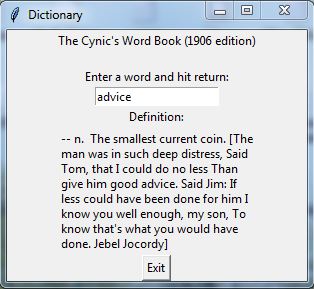 Dictionary
The Cynic's Word Book (1906 edition)
Enter a word and hit return:
advice
Definition:
-- n.  The smallest current coin. [The
man was in such deep distress, Said
Tom, that I could do no less Than
give him good advice. Said Jim: If
less could have been done for him I
know you well enough, my son, To
know that's what you would have
done. Jebel Jocordy]
Exit